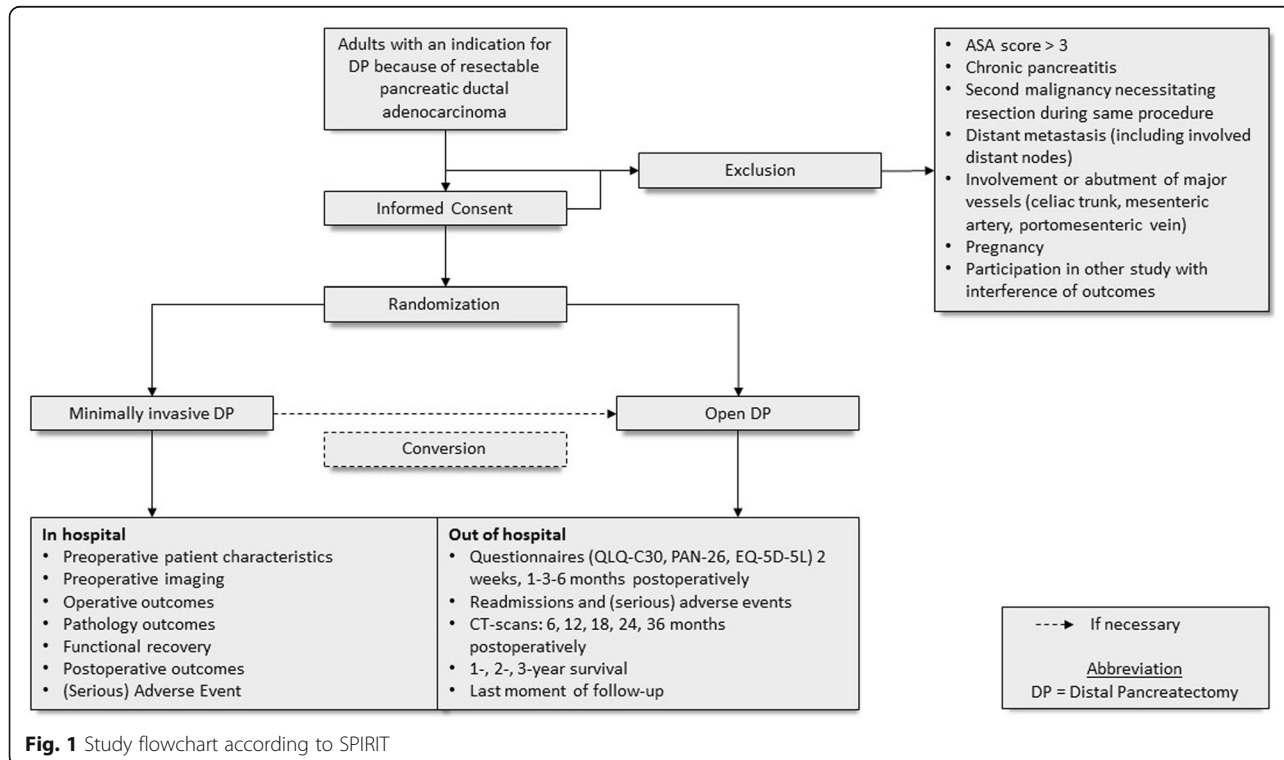 Adults with an indication for
DP because of resectable
pancreatic ductal
adenocarcinoma
• ASA score > 3
• Chronic pancreatitis
• Second malignancy necessitating
resection during same procedure
• Distant metastasis (including involved
distant nodes)
• Involvement or abutment of major
vessels (celiac trunk, mesenteric
artery, portomesenteric vein)
• Pregnancy
• Participation in other study with
interference of outcomes
Exclusion
Informed Consent
Randomization
Minimally invasive DP
Open DP
Conversion
In hospital
• Preoperative patient characteristics
• Preoperative imaging
• Operative outcomes
• Pathology outcomes
• Functional recovery
• Postoperative outcomes
• (Serious) Adverse Event
Out of hospital
• Questionnaires (QLQ-C30, PAN-26, EQ-5D-5L) 2
weeks, 1-3-6 months postoperatively
• Readmissions and (serious) adverse events
• CT-scans: 6, 12, 18, 24, 36 months
postoperatively
• 1-, 2-, 3-year survival
• Last moment of follow-up
If necessary
Abbreviation
DP = Distal Pancreatectomy
Fig. 1 Study flowchart according to SPIRIT